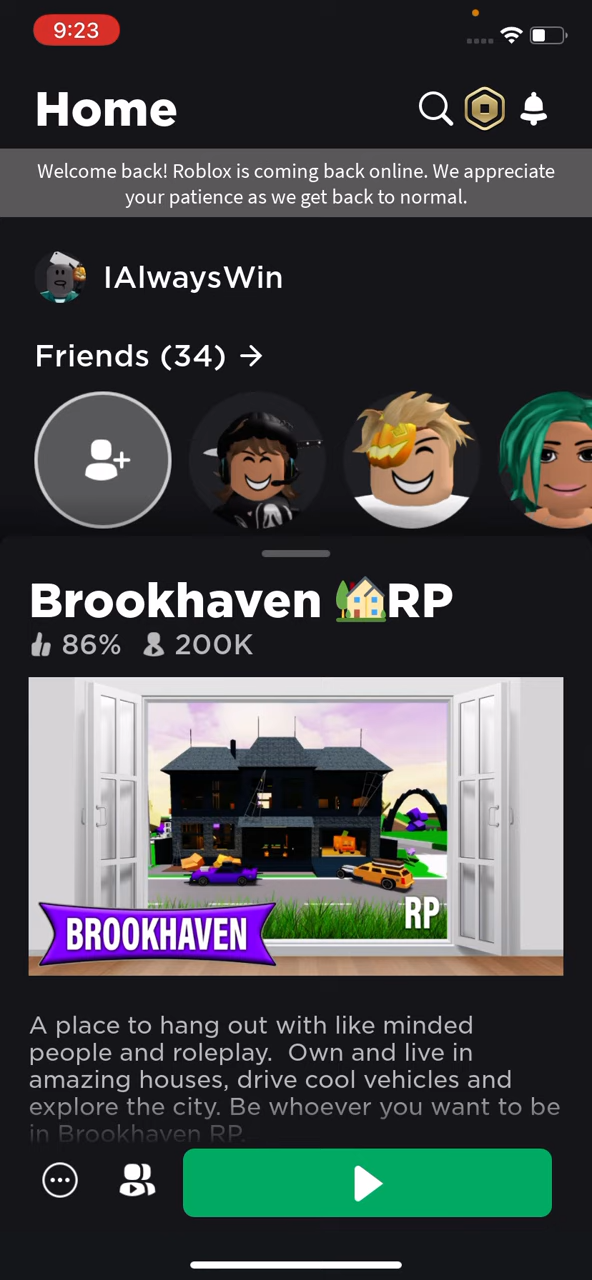 9:23
Home
Welcome back! Roblox is coming back online. We appreciate
your patience as we get back to normal.
IAlwaysWin
Friends (34) →
Brookhaven 🏡RP
86% 200K
RP
BROOKHAVEN
A place to hang out with like minded
people and roleplay.  Own and live in
amazing houses, drive cool vehicles and
explore the city. Be whoever you want to be
in Brookhaven RP.